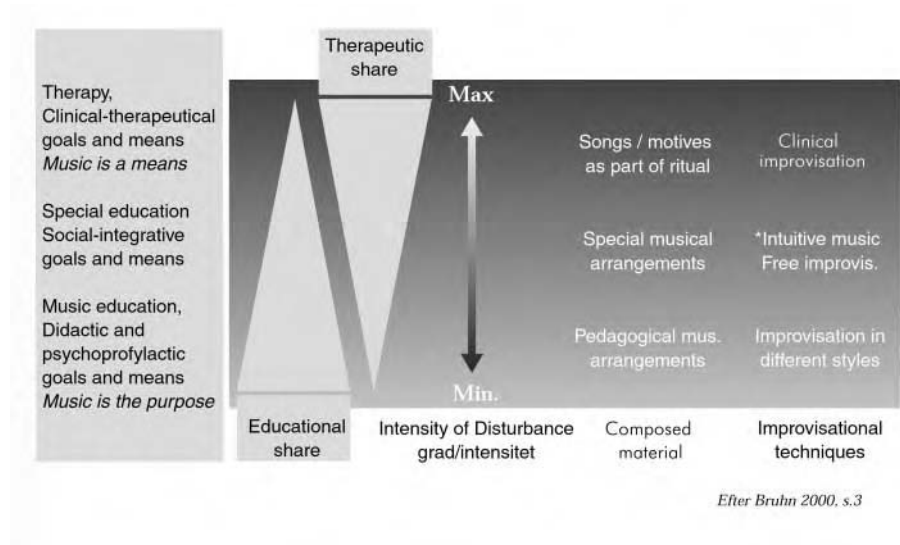 Therapeutic
share
Therapy,
Clinical-therapeutical
goals and means
Music is a means
Special education
Social-integrative
goals and means
Music education,
Didactic and
psychoprofylactic
goals and means
Music is the purpose
Max
Min.
Songs / motives
as part of ritual
Clinical
improvisation
Special musical
arrangements
*Intuitive music
Free improvis.
Pedagogical mus.
arrangements
Improvisation in
different styles
Educational
share
Intensity of Disturbance
grad/intensitet
Composed
material
Improvisational
techniques
Efter Bruhn 2000, s.3